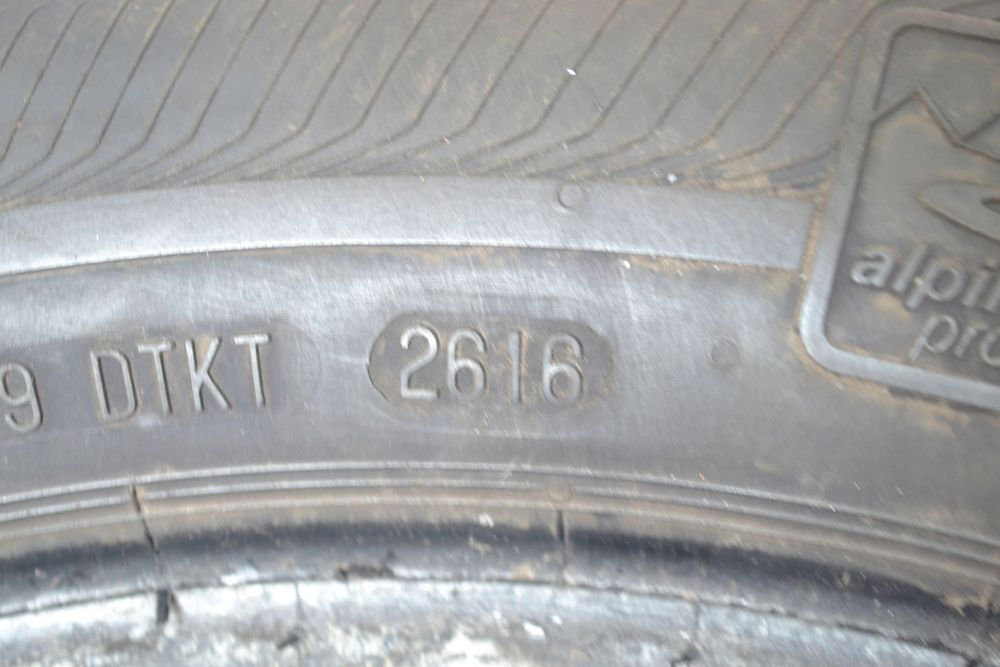 9 DTKT 2616
alpin
pro